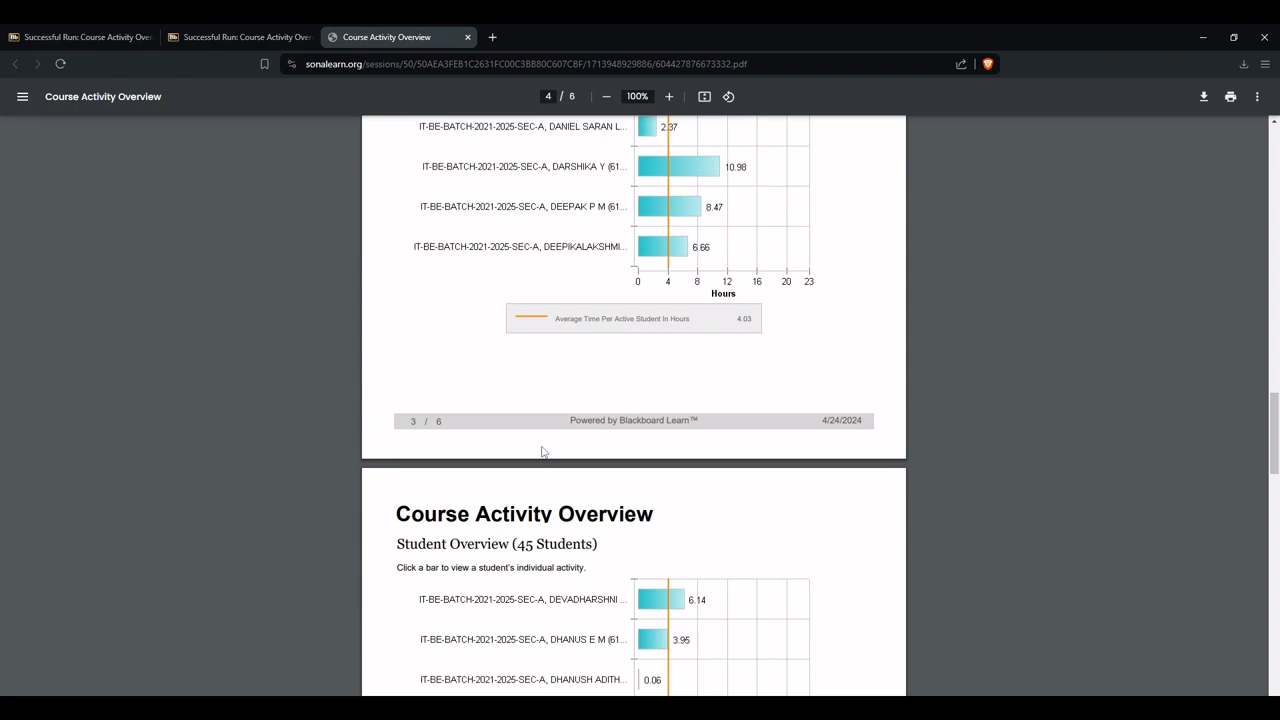 Successful Run: Course Activity Over
Successful Run: Course Activity Over
Course Activity Overview
sonalearn.org/sessions/50/50AEA3FEB1C2631FC00C3BB80C607CBF/1713948929886/604427876673332.pdf
Course Activity Overview
4 / 6
100%
IT-BE-BATCH-2021-2025-SEC-A, DANIEL SARAN L... 2.37
IT-BE-BATCH-2021-2025-SEC-A, DARSHIKA Y (61... 10.98
IT-BE-BATCH-2021-2025-SEC-A, DEEPAK P M (61... 8.47
IT-BE-BATCH-2021-2025-SEC-A, DEEPIKALAKSHMI... 6.66
0 4 8 12 16 20 23
Hours
Average Time Per Active Student In Hours 4.03
3 / 6 Powered by Blackboard Learn™ 4/24/2024
Course Activity Overview
Student Overview (45 Students)
Click a bar to view a student's individual activity.
IT-BE-BATCH-2021-2025-SEC-A, DEVADHARSHNI ... 6.14
IT-BE-BATCH-2021-2025-SEC-A, DHANUS E M (61... 3.95
IT-BE-BATCH-2021-2025-SEC-A, DHANUSH ADITH... 0.06